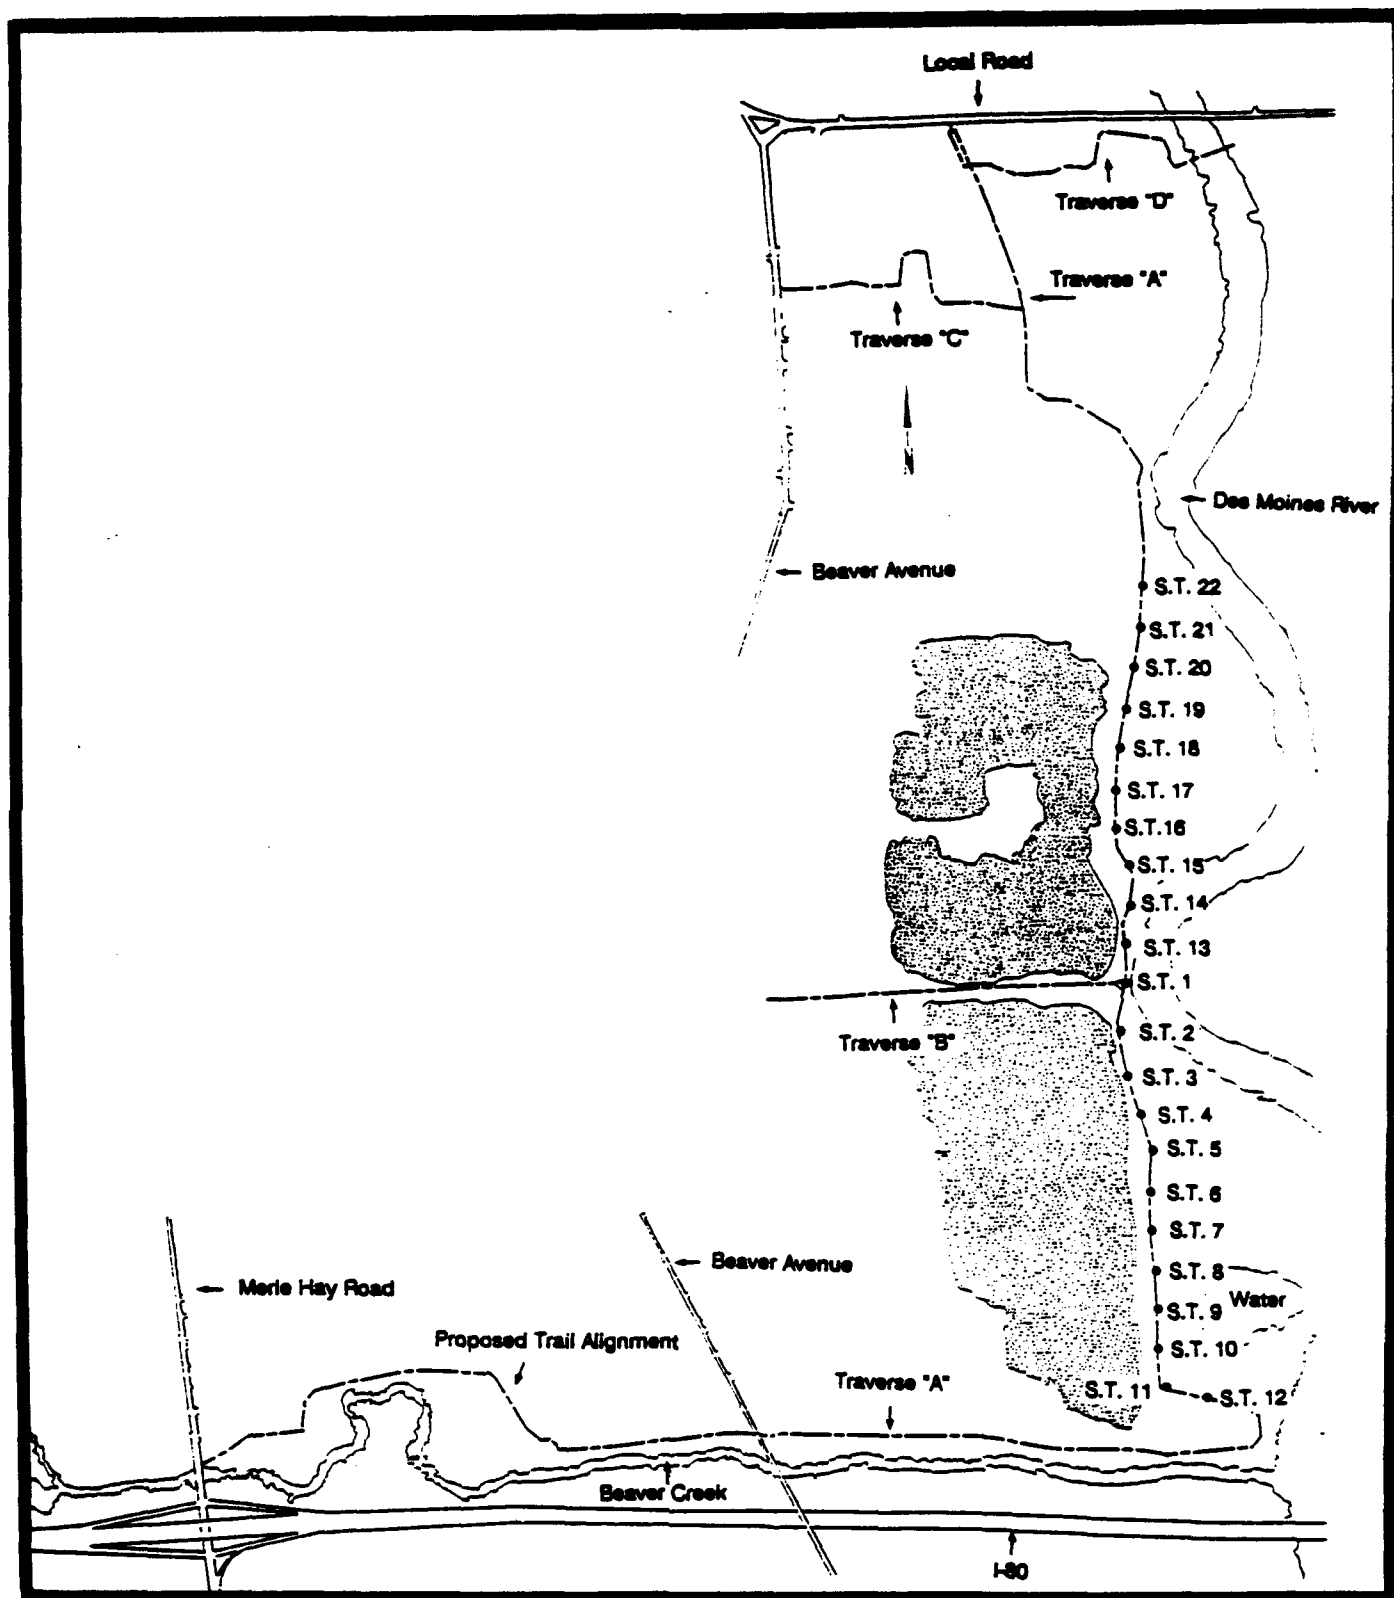 Local Road
Traverse "D"
Traverse "A"
Traverse "C"
Des Moines River
Beaver Avenue
S.T. 22
S.T. 21
S.T. 20
S.T. 19
S.T. 18
S.T. 17
S.T.16
S.T. 15
S.T. 14
S.T. 13
S.T. 1
S.T. 2
Traverse "B"
S.T. 3
S.T. 4
S.T. 5
S.T. 6
S.T. 7
Beaver Avenue
S.T. 8
Merle Hay Road
Water
S.T. 9
Proposed Trail Alignment
S.T. 10
Traverse "A"
S.T. 11
S.T. 12
Beaver Creek
I-80